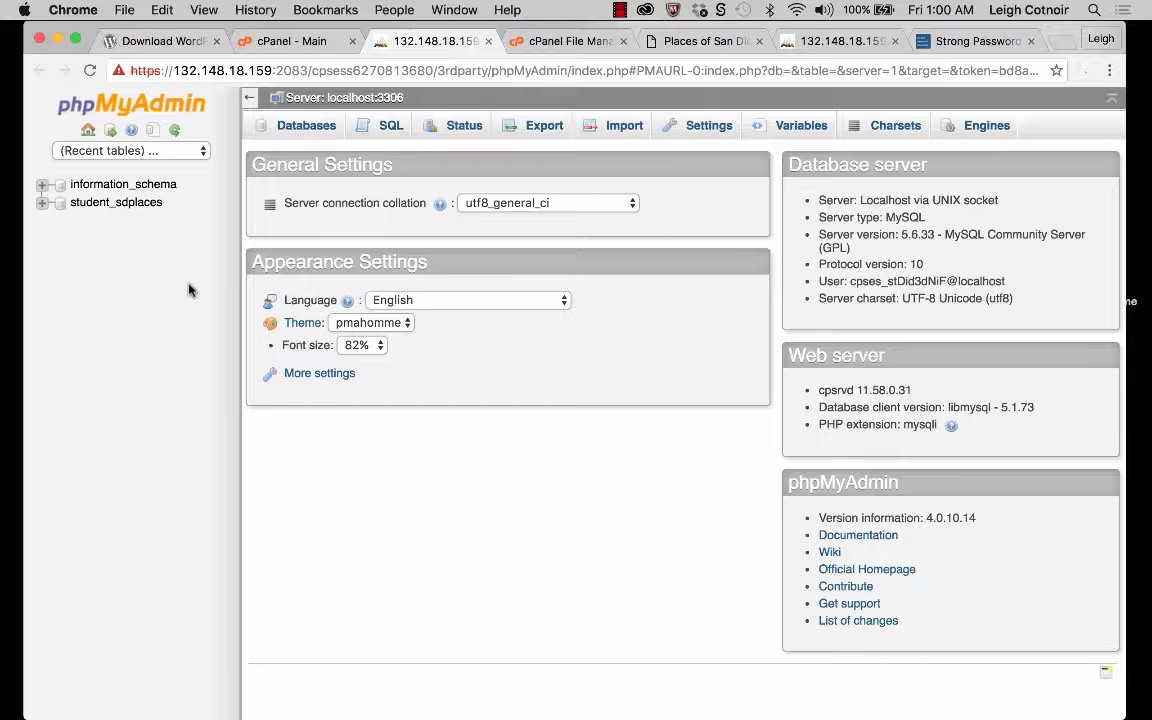 Chrome File Edit View History Bookmarks People Window Help 100% Fri 1:00 AM Leigh Cotnoir
Download WordF cPanel - Main 132.148.18.159 cPanel File Mana Places of San Die 132.148.18.159 Strong Password Leigh
https://132.148.18.159:2083/cpsess6270813680/3rdparty/phpMyAdmin/index.php#PMAURL-0:index.php?db=&table=&server=1&target=&token=bd8a...
phpMyAdmin
(Recent tables) ...
information_schema
student_sdplaces
Server: localhost:3306
Databases SQL Status Export Import Settings Variables Charsets Engines
General Settings
Server connection collation : utf8_general_ci
Appearance Settings
Language : English
Theme: pmahomme
• Font size: 82%
More settings
Database server
• Server: Localhost via UNIX socket
• Server type: MySQL
• Server version: 5.6.33 - MySQL Community Server
(GPL)
• Protocol version: 10
• User: cpses_stDid3dNiF@localhost
• Server charset: UTF-8 Unicode (utf8)
me
Web server
• cpsrvd 11.58.0.31
• Database client version: libmysql - 5.1.73
• PHP extension: mysqli
phpMyAdmin
• Version information: 4.0.10.14
• Documentation
• Wiki
• Official Homepage
• Contribute
• Get support
• List of changes